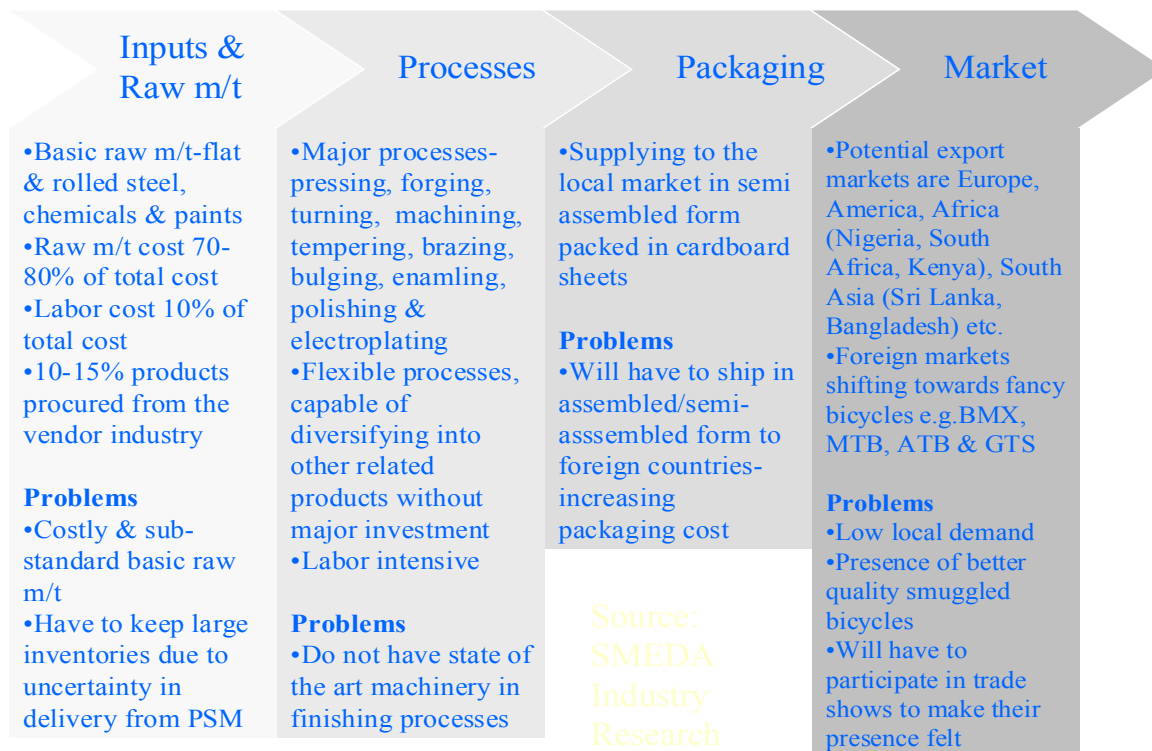 Inputs &
Raw m/t
Processes
Packaging
Market
•Basic raw m/t-flat
& rolled steel,
chemicals & paints
•Raw m/t cost 70-
80% of total cost
•Labor cost 10% of
total cost
•10-15% products
procured from the
vendor industry
Problems
•Costly & sub-
standard basic raw
m/t
•Have to keep large
inventories due to
uncertainty in
delivery from PSM
•Major processes-
pressing, forging,
turning, machining,
tempering, brazing,
bulging, enamling,
polishing &
electroplating
•Flexible processes,
capable of
diversifying into
other related
products without
major investment
•Labor intensive
Problems
•Do not have state of
the art machinery in
finishing processes
•Supplying to the
local market in semi
assembled form
packed in cardboard
sheets
Problems
•Will have to ship in
assembled/semi-
asssembled form to
foreign countries-
increasing
packaging cost
Source:
SMEDA
Industry
Research
•Potential export
markets are Europe,
America, Africa
(Nigeria, South
Africa, Kenya), South
Asia (Sri Lanka,
Bangladesh) etc.
•Foreign markets
shifting towards fancy
bicycles e.g.BMX,
MTB, ATB & GTS
Problems
•Low local demand
•Presence of better
quality smuggled
bicycles
•Will have to
participate in trade
shows to make their
presence felt